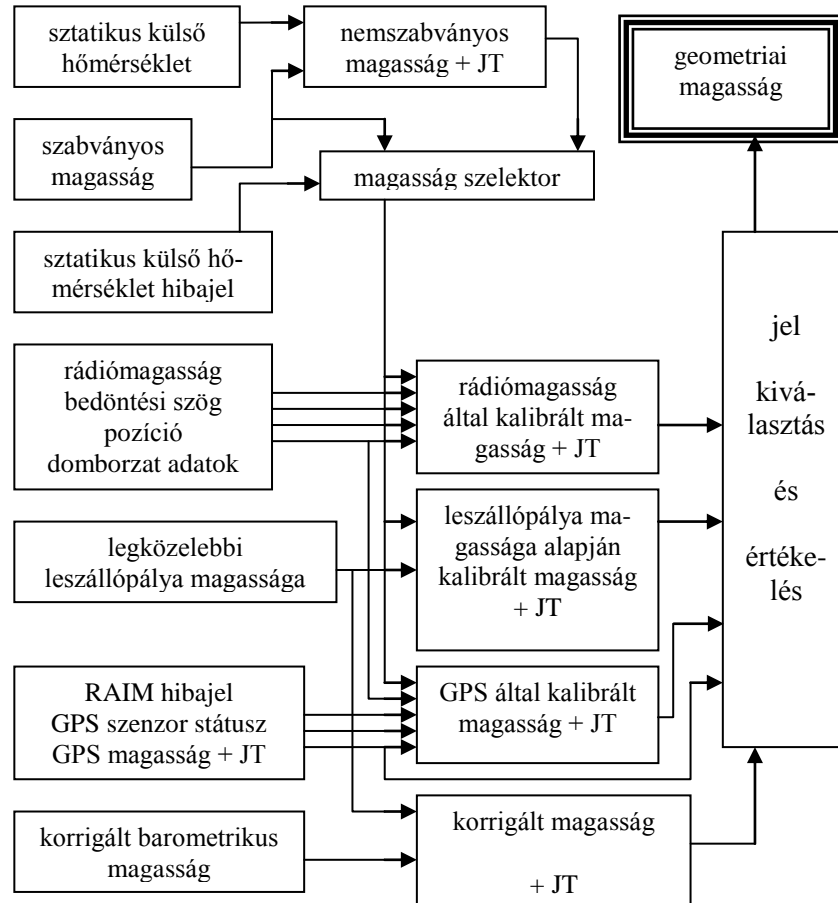 sztatikus külső
hőmérséklet
nemszabványos
magasság + JT
geometriai
magasság
szabványos
magasság
magasság szelektor
sztatikus külső hő-
mérséklet hibajel
rádiómagasság
bedöntési szög
pozíció
domborzat adatok
rádiómagasság
által kalibrált ma-
gasság + JT
jel
kivá-
lasztás
és
értéke-
lés
legközelebbi
leszállópálya magassága
leszállópálya ma-
gassága alapján
kalibrált magasság
+ JT
RAIM hibajel
GPS szenzor státusz
GPS magasság + JT
GPS által kalibrált
magasság + JT
korrigált barometrikus
magasság
korrigált magasság
+ JT